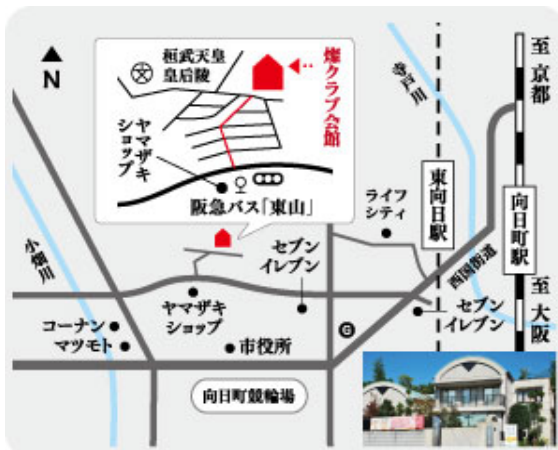 N
桓武天皇
皇后陵
燦クラブ会館
ヤマザキ
ショップ
阪急バス「東山」
至京都
寺戸川
小畑川
ライフ
シティ
東向日駅
向日町駅
西国街道
至大阪
セブン
イレブン
ヤマザキ
ショップ
コーナン
マツモト
市役所
G
セブン
イレブン
向日町競輪場